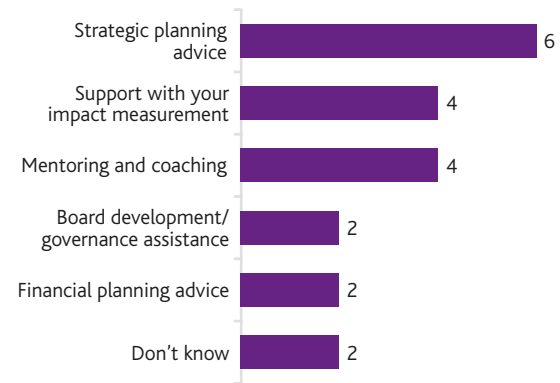 Strategic planning
advice
6
Support with your
impact measurement
4
Mentoring and coaching
4
Board development/
governance assistance
2
Financial planning advice
2
Don’t know
2